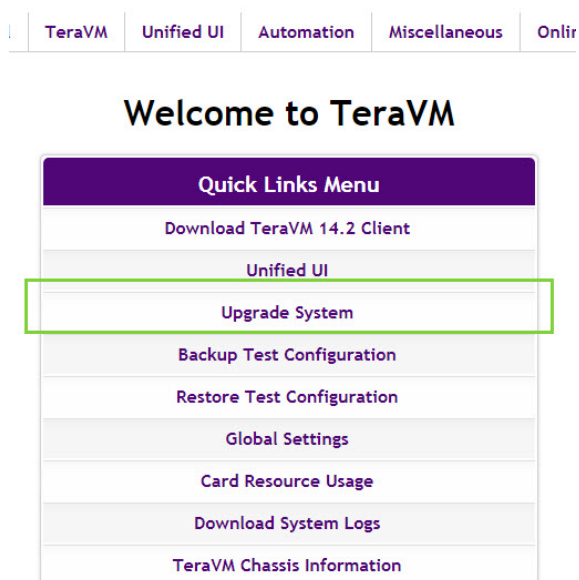 TeraVM Unified UI Automation Miscellaneous
Welcome to TeraVM
Quick Links Menu
Download TeraVM 14.2 Client
Unified UI
Upgrade System
Backup Test Configuration
Restore Test Configuration
Global Settings
Card Resource Usage
Download System Logs
TeraVM Chassis Information